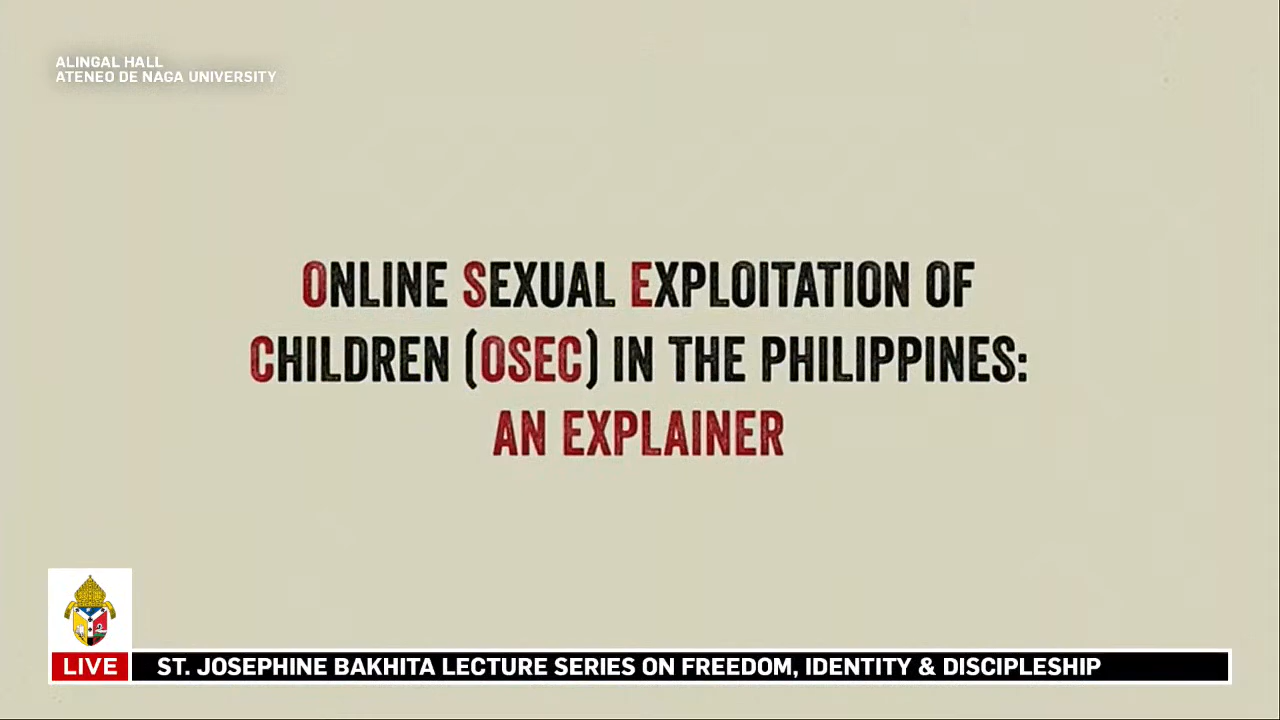 ALINGAL HALL
ATENEO DE NAGA UNIVERSITY
ONLINE SEXUAL EXPLOITATION OF
CHILDREN (OSEC) IN THE PHILIPPINES:
AN EXPLAINER
LIVE
ST. JOSEPHINE BAKHITA LECTURE SERIES ON FREEDOM, IDENTITY & DISCIPLESHIP